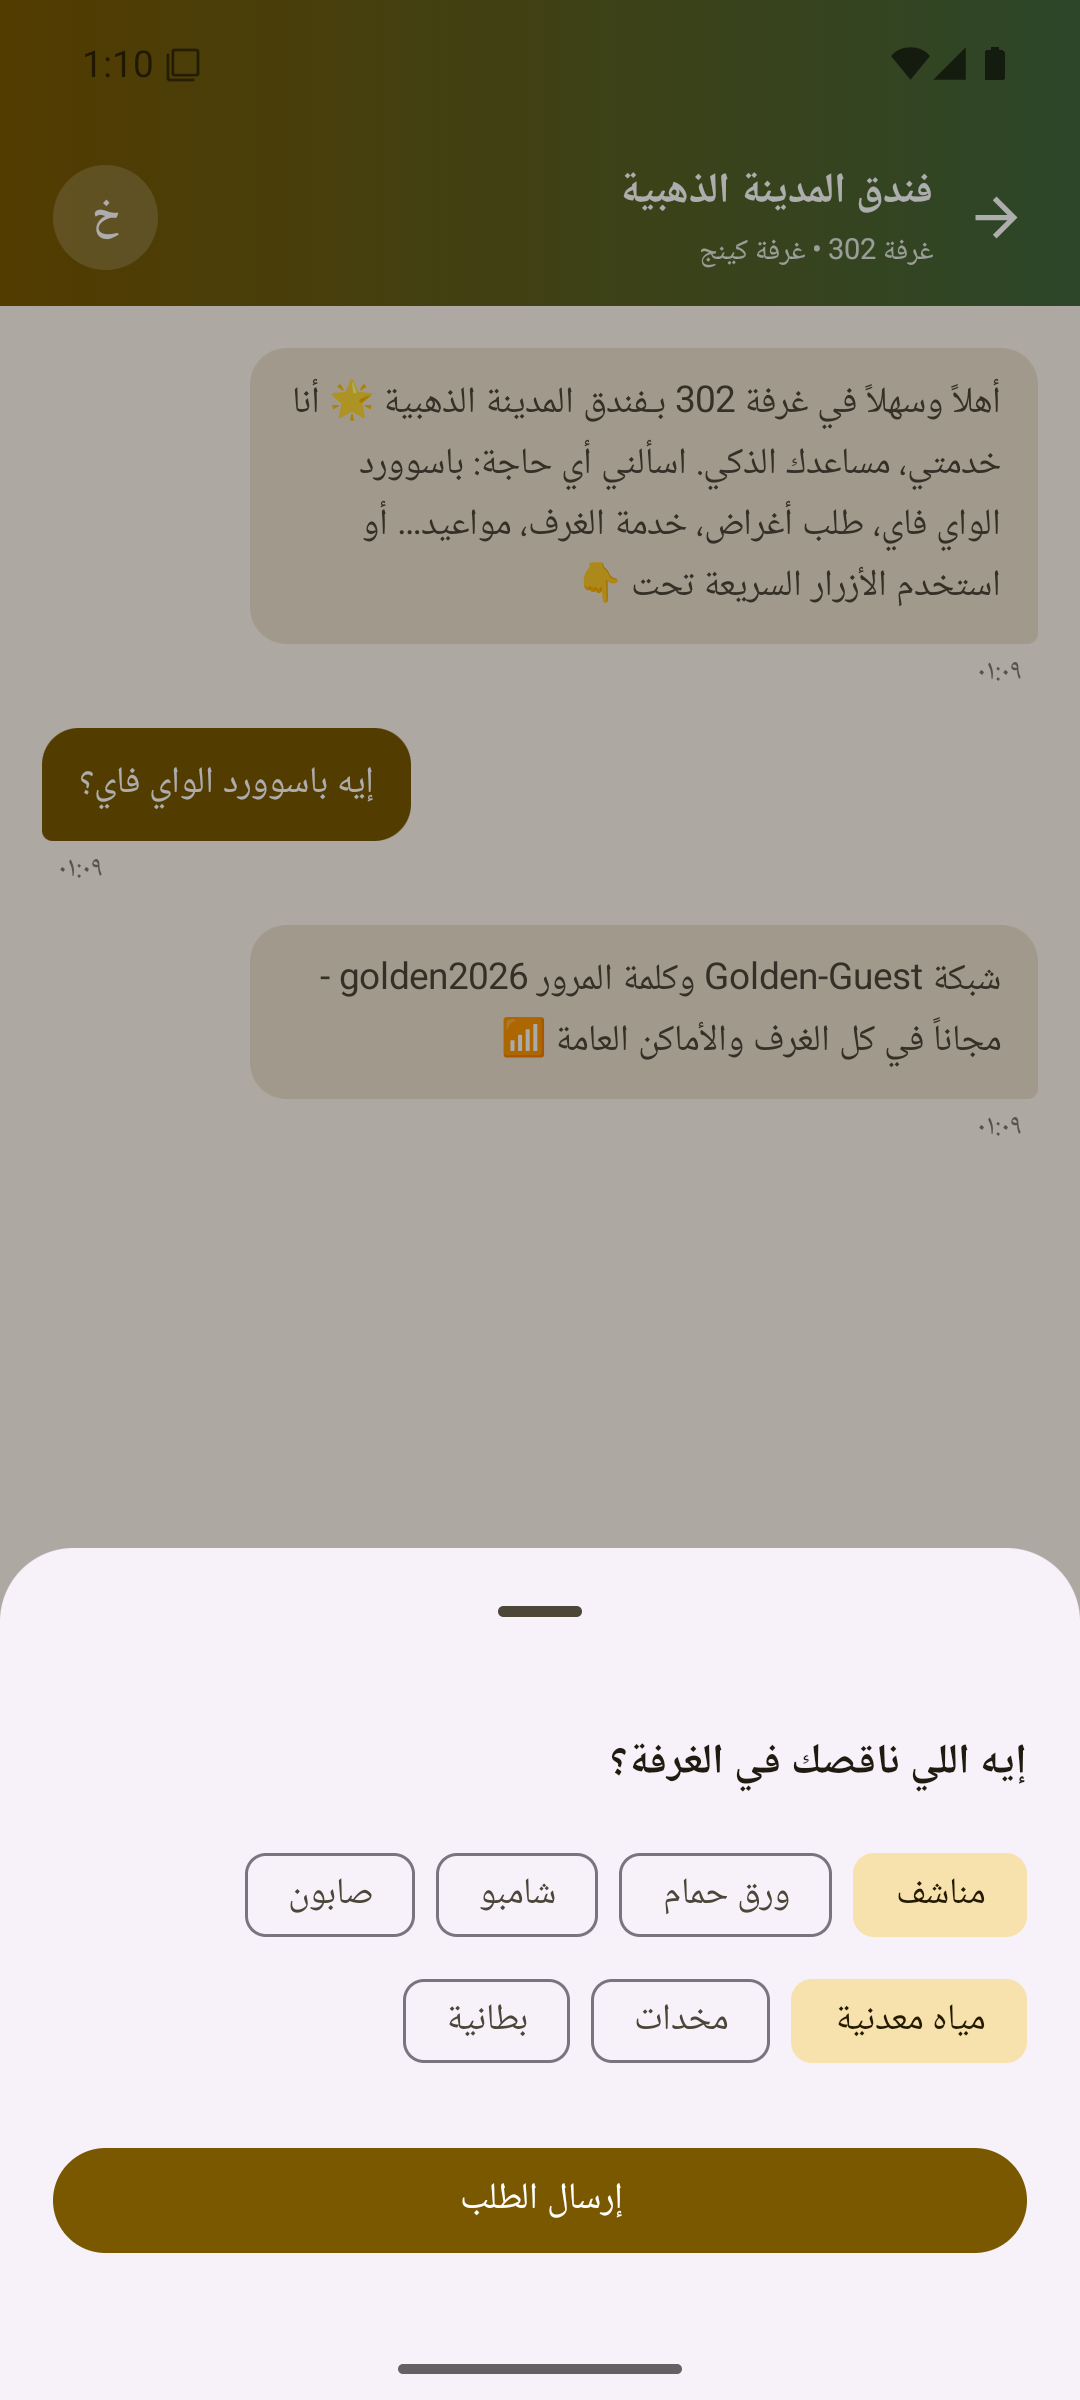 1:10
فندق المدينة الذهبية
غرفة 302 • غرفة كينج
خ
أهلاً وسهلاً في غرفة 302 بـفندق المدينة الذهبية 🌟 أنا
خدمتي، مساعدك الذكي. اسألني أي حاجة: باسوورد
الواي فاي، طلب أغراض، خدمة الغرف، مواعيد... أو
استخدم الأزرار السريعة تحت 👇
٠١:٠٩
إيه باسوورد الواي فاي؟
٠١:٠٩
شبكة Golden-Guest وكلمة المرور golden2026 -
مجاناً في كل الغرف والأماكن العامة 📶
٠١:٠٩
إيه اللي ناقصك في الغرفة؟
مناشف ورق حمام شامبو صابون
مياه معدنية مخدات بطانية
إرسال الطلب